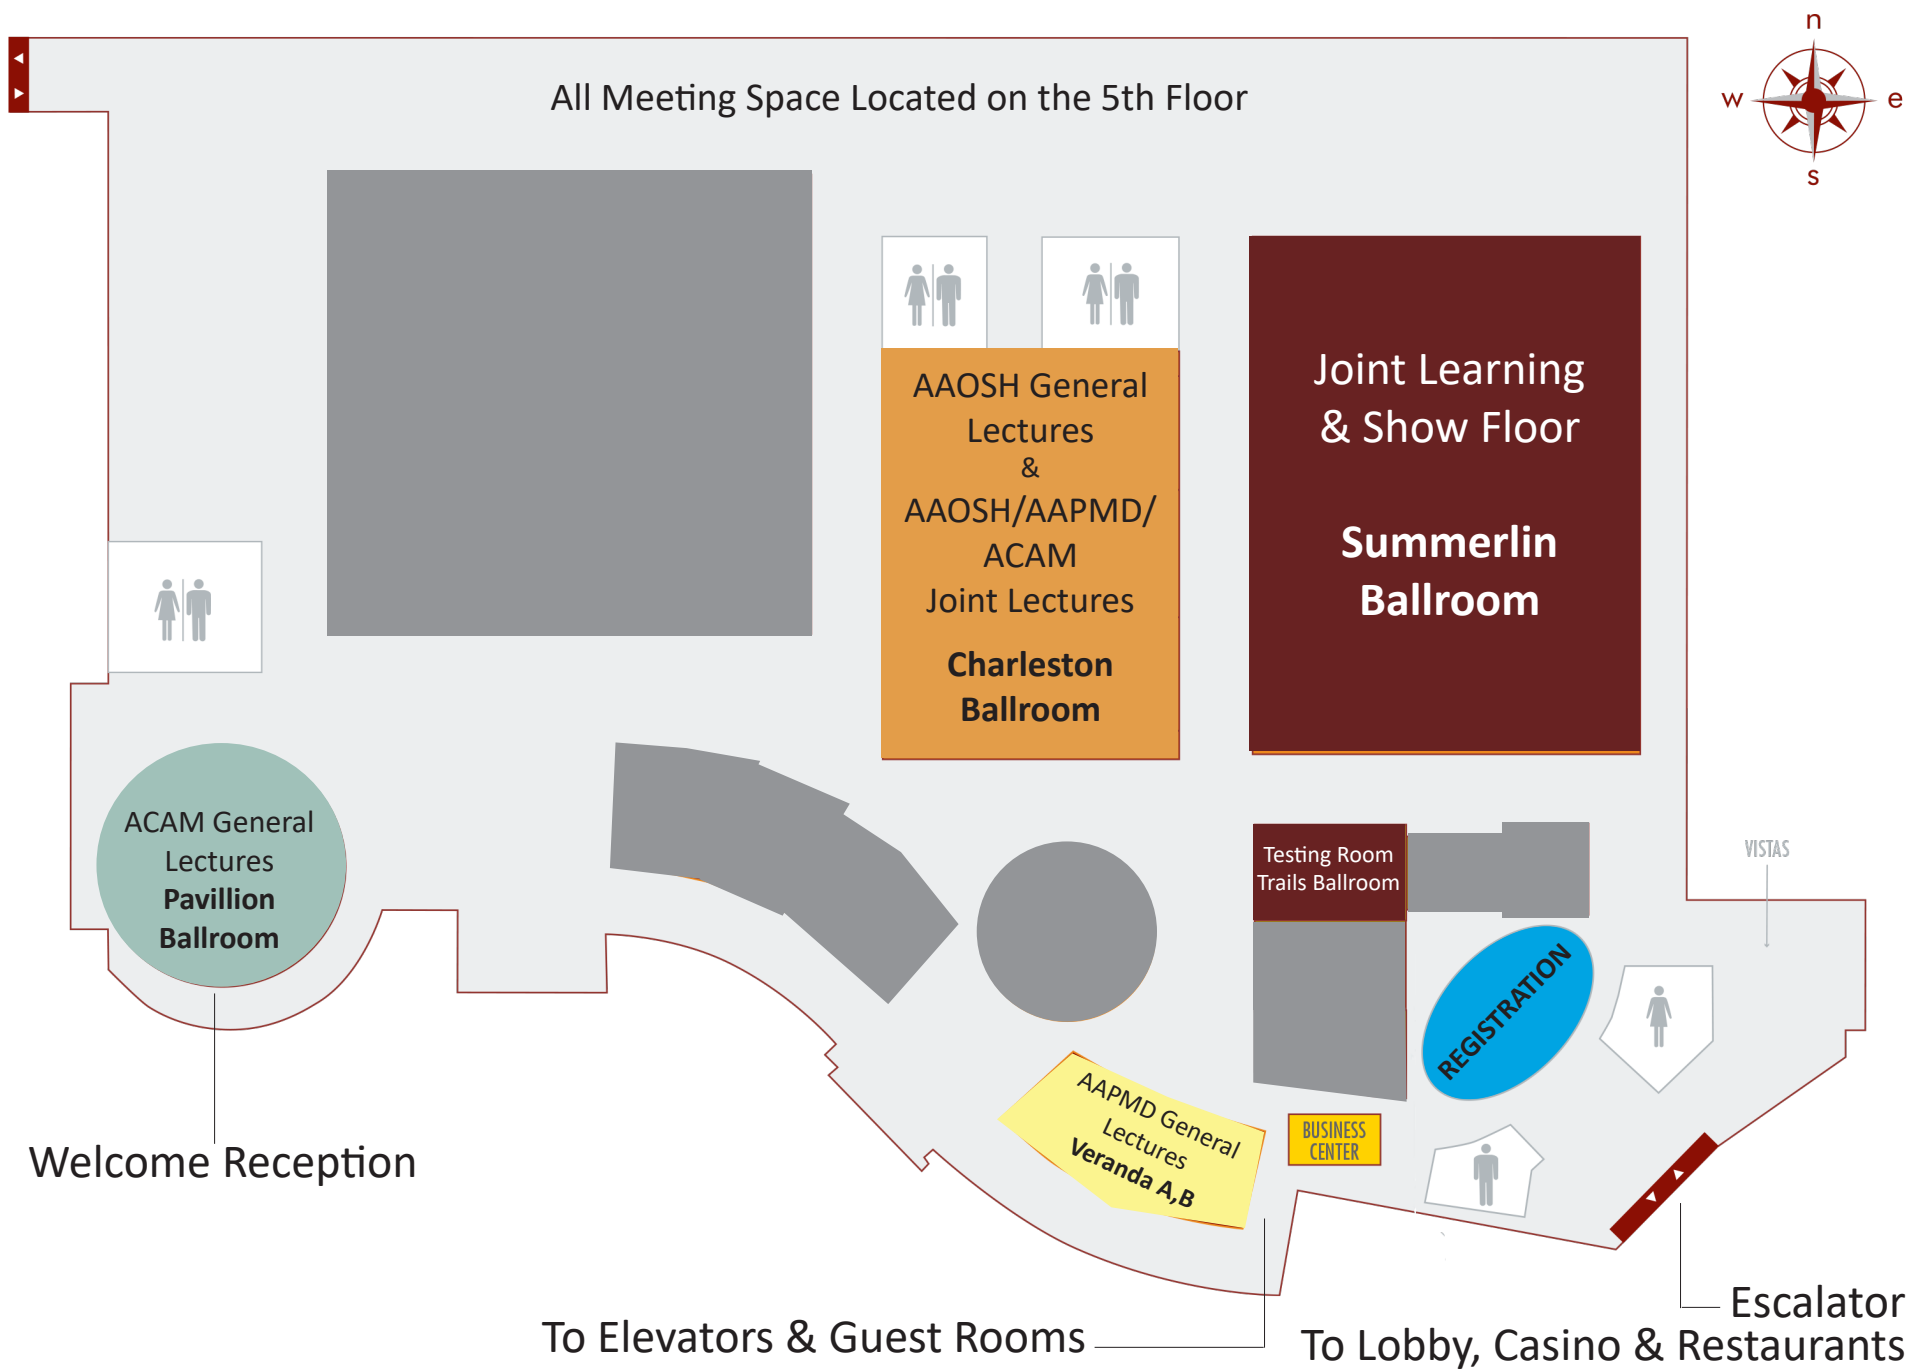 n
w
e
s
All Meeting Space Located on the 5th Floor
AAOSH General
Lectures
&
AAOSH/AAPMD/
ACAM
Joint Lectures
Charleston
Ballroom
Joint Learning
& Show Floor
Summerlin
Ballroom
ACAM General
Lectures
Pavillion
Ballroom
Testing Room
Trails Ballroom
VISTAS
REGISTRATION
AAPMD General
Lectures
Veranda A,B
BUSINESS
CENTER
Welcome Reception
To Elevators & Guest Rooms
Escalator
To Lobby, Casino & Restaurants